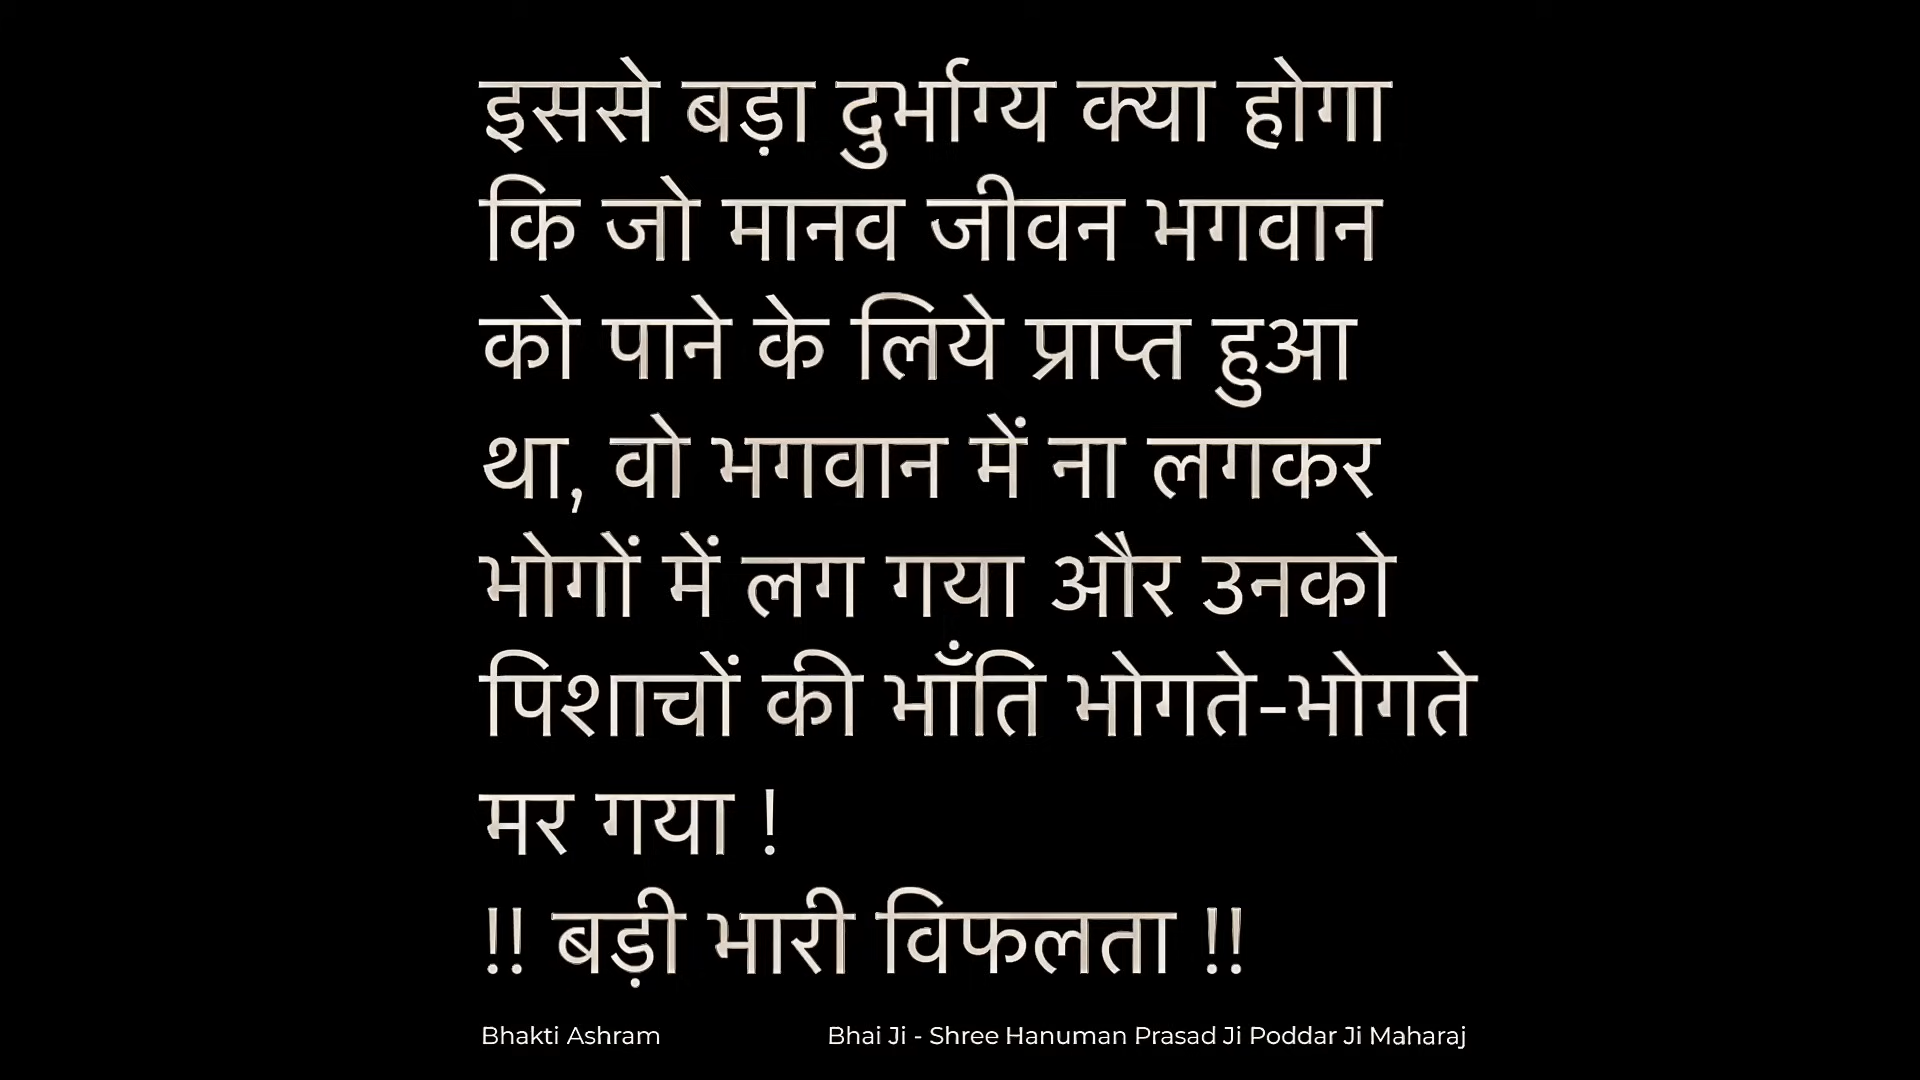 इससे बड़ा दुर्भाग्य क्या होगा
कि जो मानव जीवन भगवान
को पाने के लिये प्राप्त हुआ
था, वो भगवान में ना लगकर
भोगों में लग गया और उनको
पिशाचों की भाँति भोगते-भोगते
मर गया !
!! बड़ी भारी विफलता !!
Bhakti Ashram
Bhai Ji - Shree Hanuman Prasad Ji Poddar Ji Maharaj